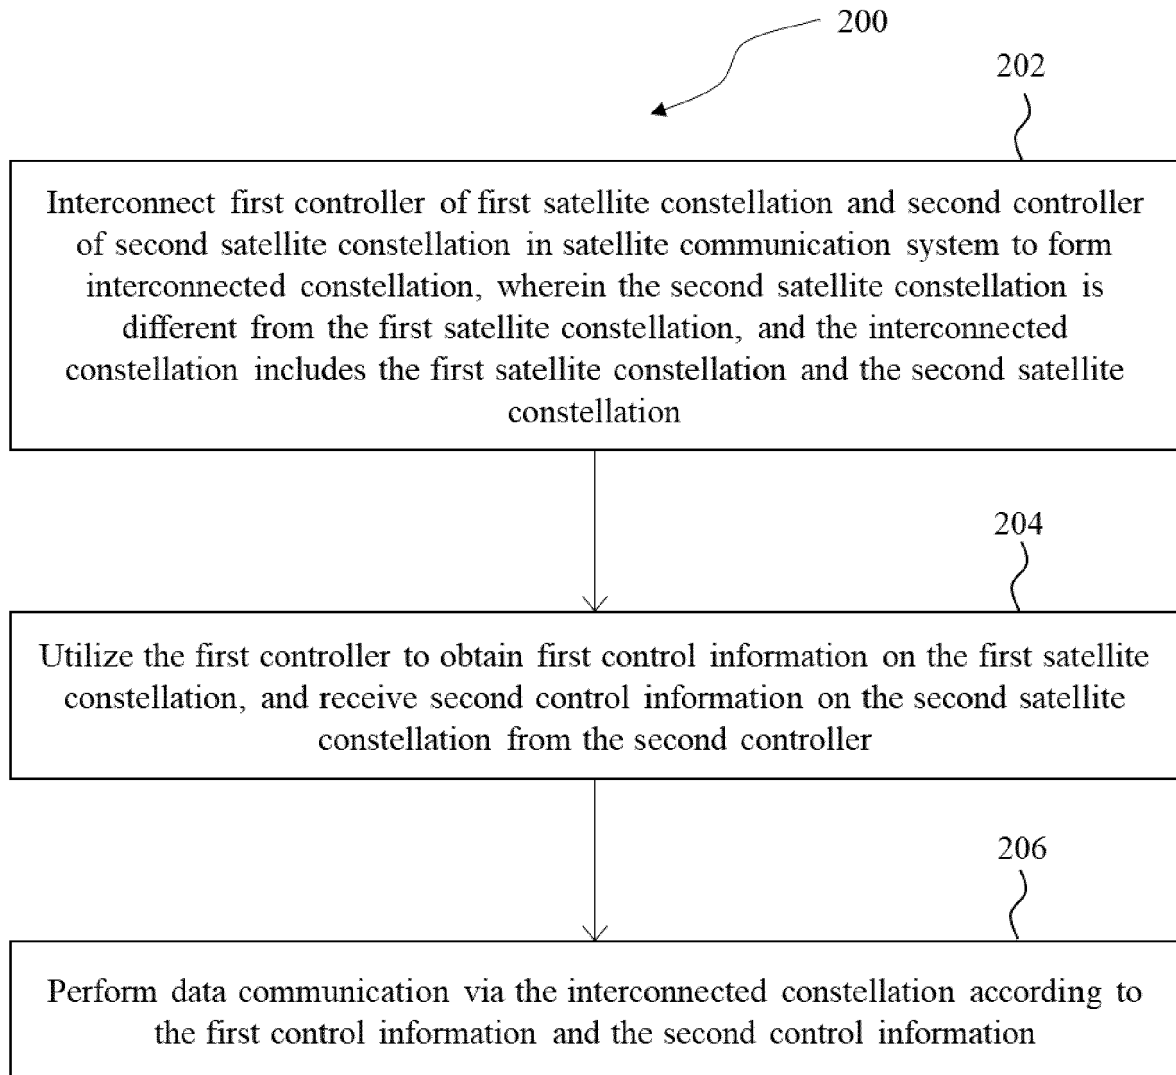 200
202
Interconnect first controller of first satellite constellation and second controller
of second satellite constellation in satellite communication system to form
interconnected constellation, wherein the second satellite constellation is
different from the first satellite constellation, and the interconnected
constellation includes the first satellite constellation and the second satellite
constellation
204
Utilize the first controller to obtain first control information on the first satellite
constellation, and receive second control information on the second satellite
constellation from the second controller
206
Perform data communication via the interconnected constellation according to
the first control information and the second control information